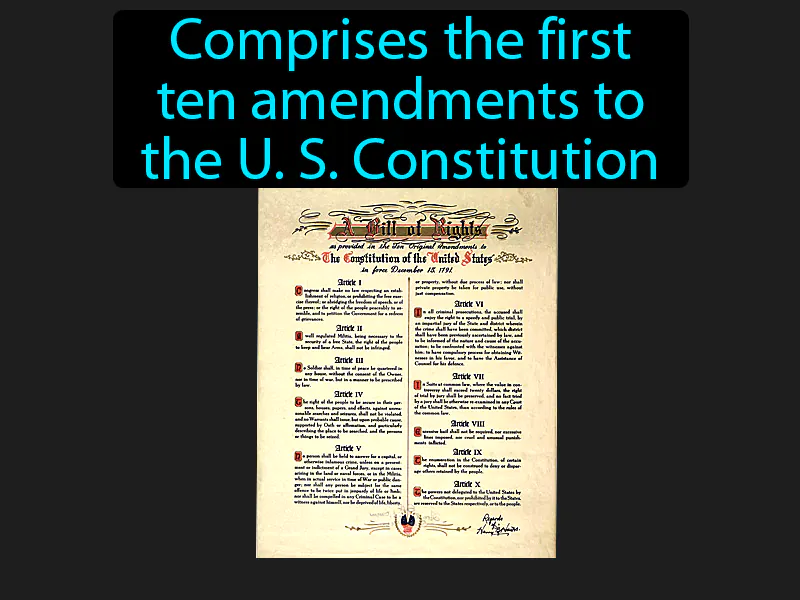 Comprises the first
ten amendments to
the U. S. Constitution
A Bill of Rights
as provided in the Ten Original Amendments to
The Constitution of the United States
in force December 15, 1791.
Article I
Congress shall make no law respecting an estab-
lishment of religion, or prohibiting the free exer-
cise thereof; or abridging the freedom of speech, or of
the press; or the right of the people peaceably to as-
semble, and to petition the Government for a redress
of grievances.
Article II
A well regulated Militia, being necessary to the
security of a free State, the right of the people
to keep and bear Arms, shall not be infringed.
Article III
No Soldier shall, in time of peace be quartered in
any house, without the consent of the Owner,
nor in time of war, but in a manner to be prescribed
by law.
Article IV
The right of the people to be secure in their per-
sons, houses, papers, and effects, against unrea-
sonable searches and seizures, shall not be violated,
and no Warrants shall issue, but upon probable cause,
supported by Oath or affirmation, and particularly
describing the place to be searched, and the persons
or things to be seized.
Article V
No person shall be held to answer for a capital, or
otherwise infamous crime, unless on a present-
ment or indictment of a Grand Jury, except in cases
arising in the land or naval forces, or in the Militia,
when in actual service in time of War or public dan-
ger; nor shall any person be subject for the same
offence to be twice put in jeopardy of life or limb;
nor shall be compelled in any Criminal Case to be a
witness against himself, nor be deprived of life, liberty,
or property, without due process of law; nor shall
private property be taken for public use, without
just compensation.
Article VI
In all criminal prosecutions, the accused shall
enjoy the right to a speedy and public trial, by
an impartial jury of the State and district wherein
the crime shall have been committed, which district
shall have been previously ascertained by law, and
to be informed of the nature and cause of the accu-
sation; to be confronted with the witnesses against
him; to have compulsory process for obtaining Wit-
nesses in his favor, and to have the Assistance of
Counsel for his defence.
Article VII
In Suits at common law, where the value in con-
troversy shall exceed twenty dollars, the right
of trial by jury shall be preserved, and no fact tried
by a jury shall be otherwise re-examined in any Court
of the United States, than according to the rules of
the common law.
Article VIII
Excessive bail shall not be required, nor excessive
fines imposed, nor cruel and unusual punish-
ments inflicted.
Article IX
The enumeration in the Constitution, of certain
rights, shall not be construed to deny or dispar-
age others retained by the people.
Article X
The powers not delegated to the United States by
the Constitution, nor prohibited by it to the States,
are reserved to the States respectively, or to the people.
Regards